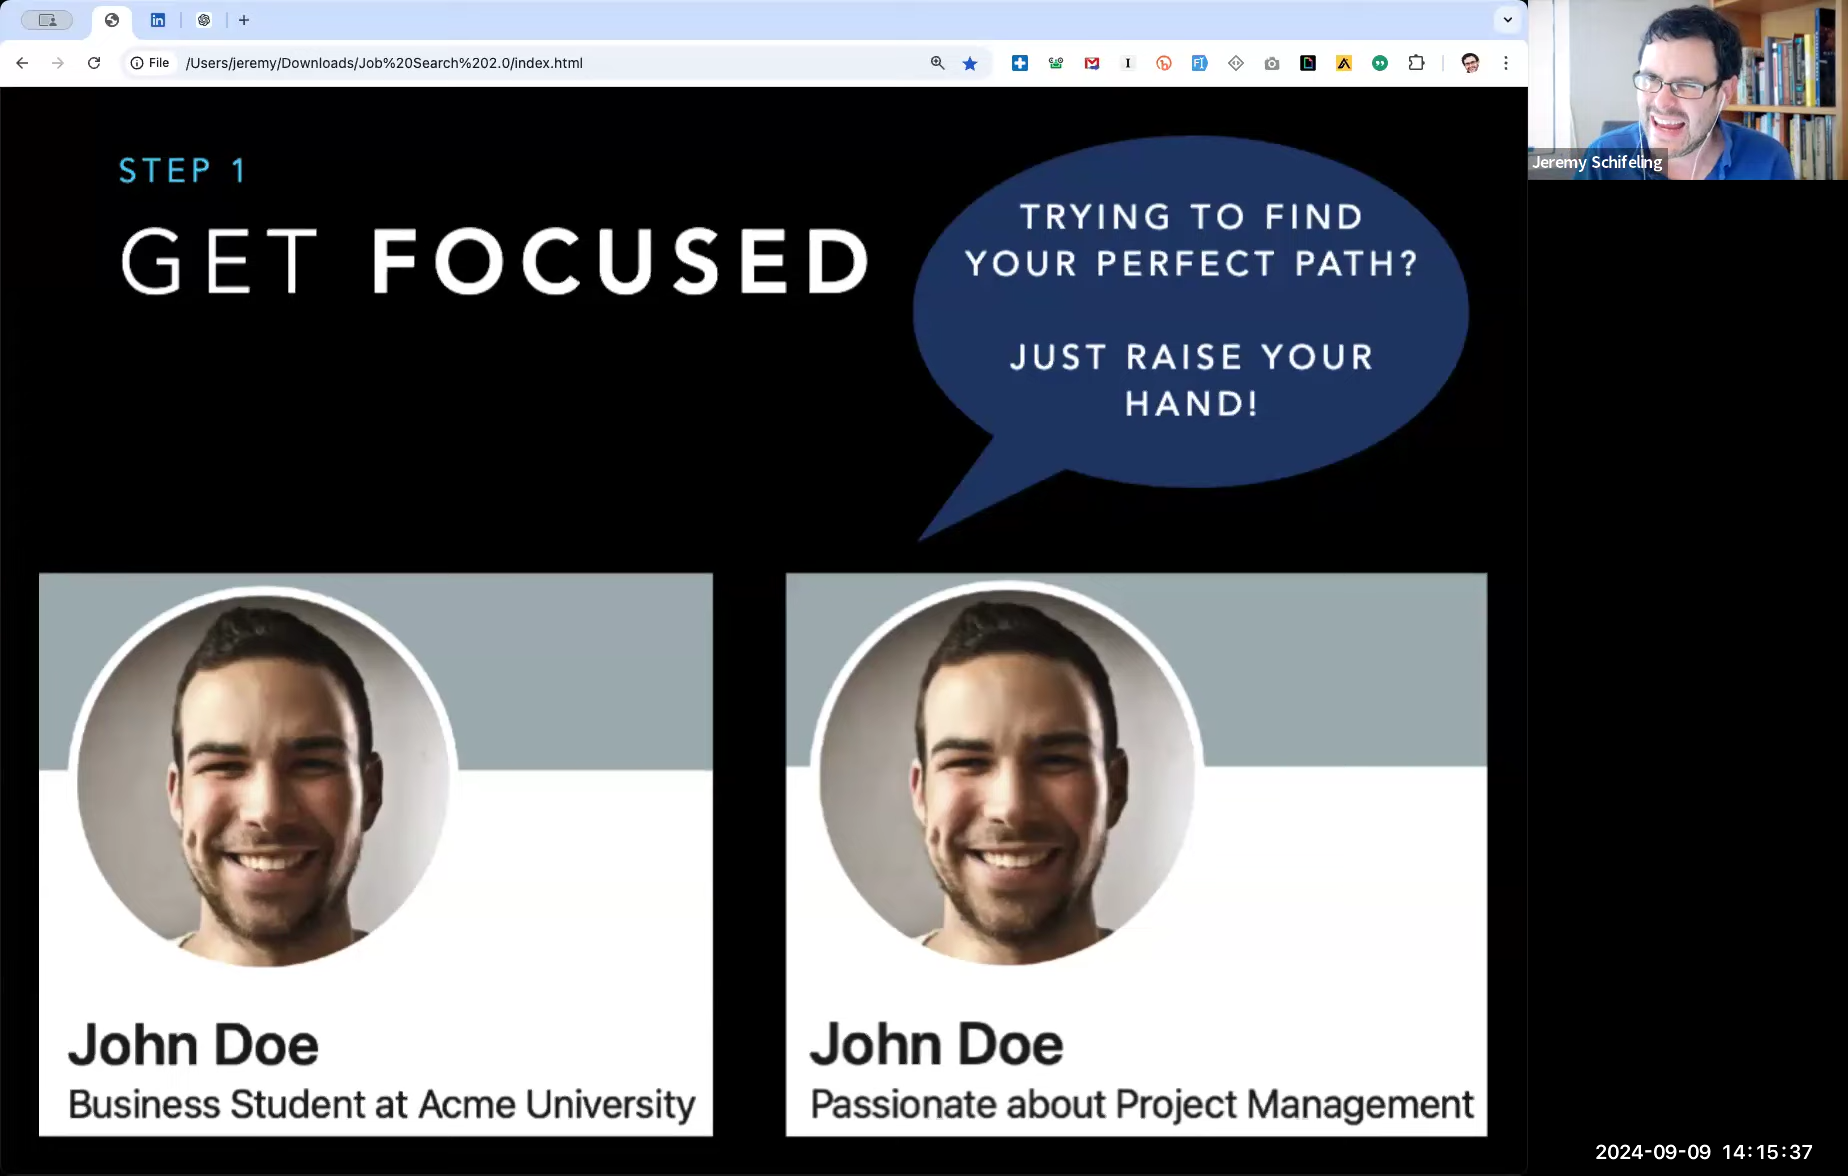 File
/Users/jeremy/Downloads/Job%20Search%202.0/index.html
Jeremy Schifeling
STEP 1
GET FOCUSED
TRYING TO FIND
YOUR PERFECT PATH?
JUST RAISE YOUR
HAND!
John Doe
Business Student at Acme University
John Doe
Passionate about Project Management
2024-09-09 14:15:37